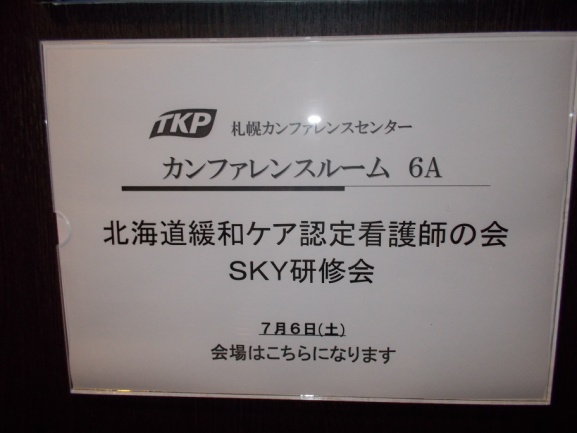 TKP 札幌カンファレンスセンター
カンファレンスルーム 6A
北海道緩和ケア認定看護師の会
SKY研修会
7月6日(土)
会場はこちらになります